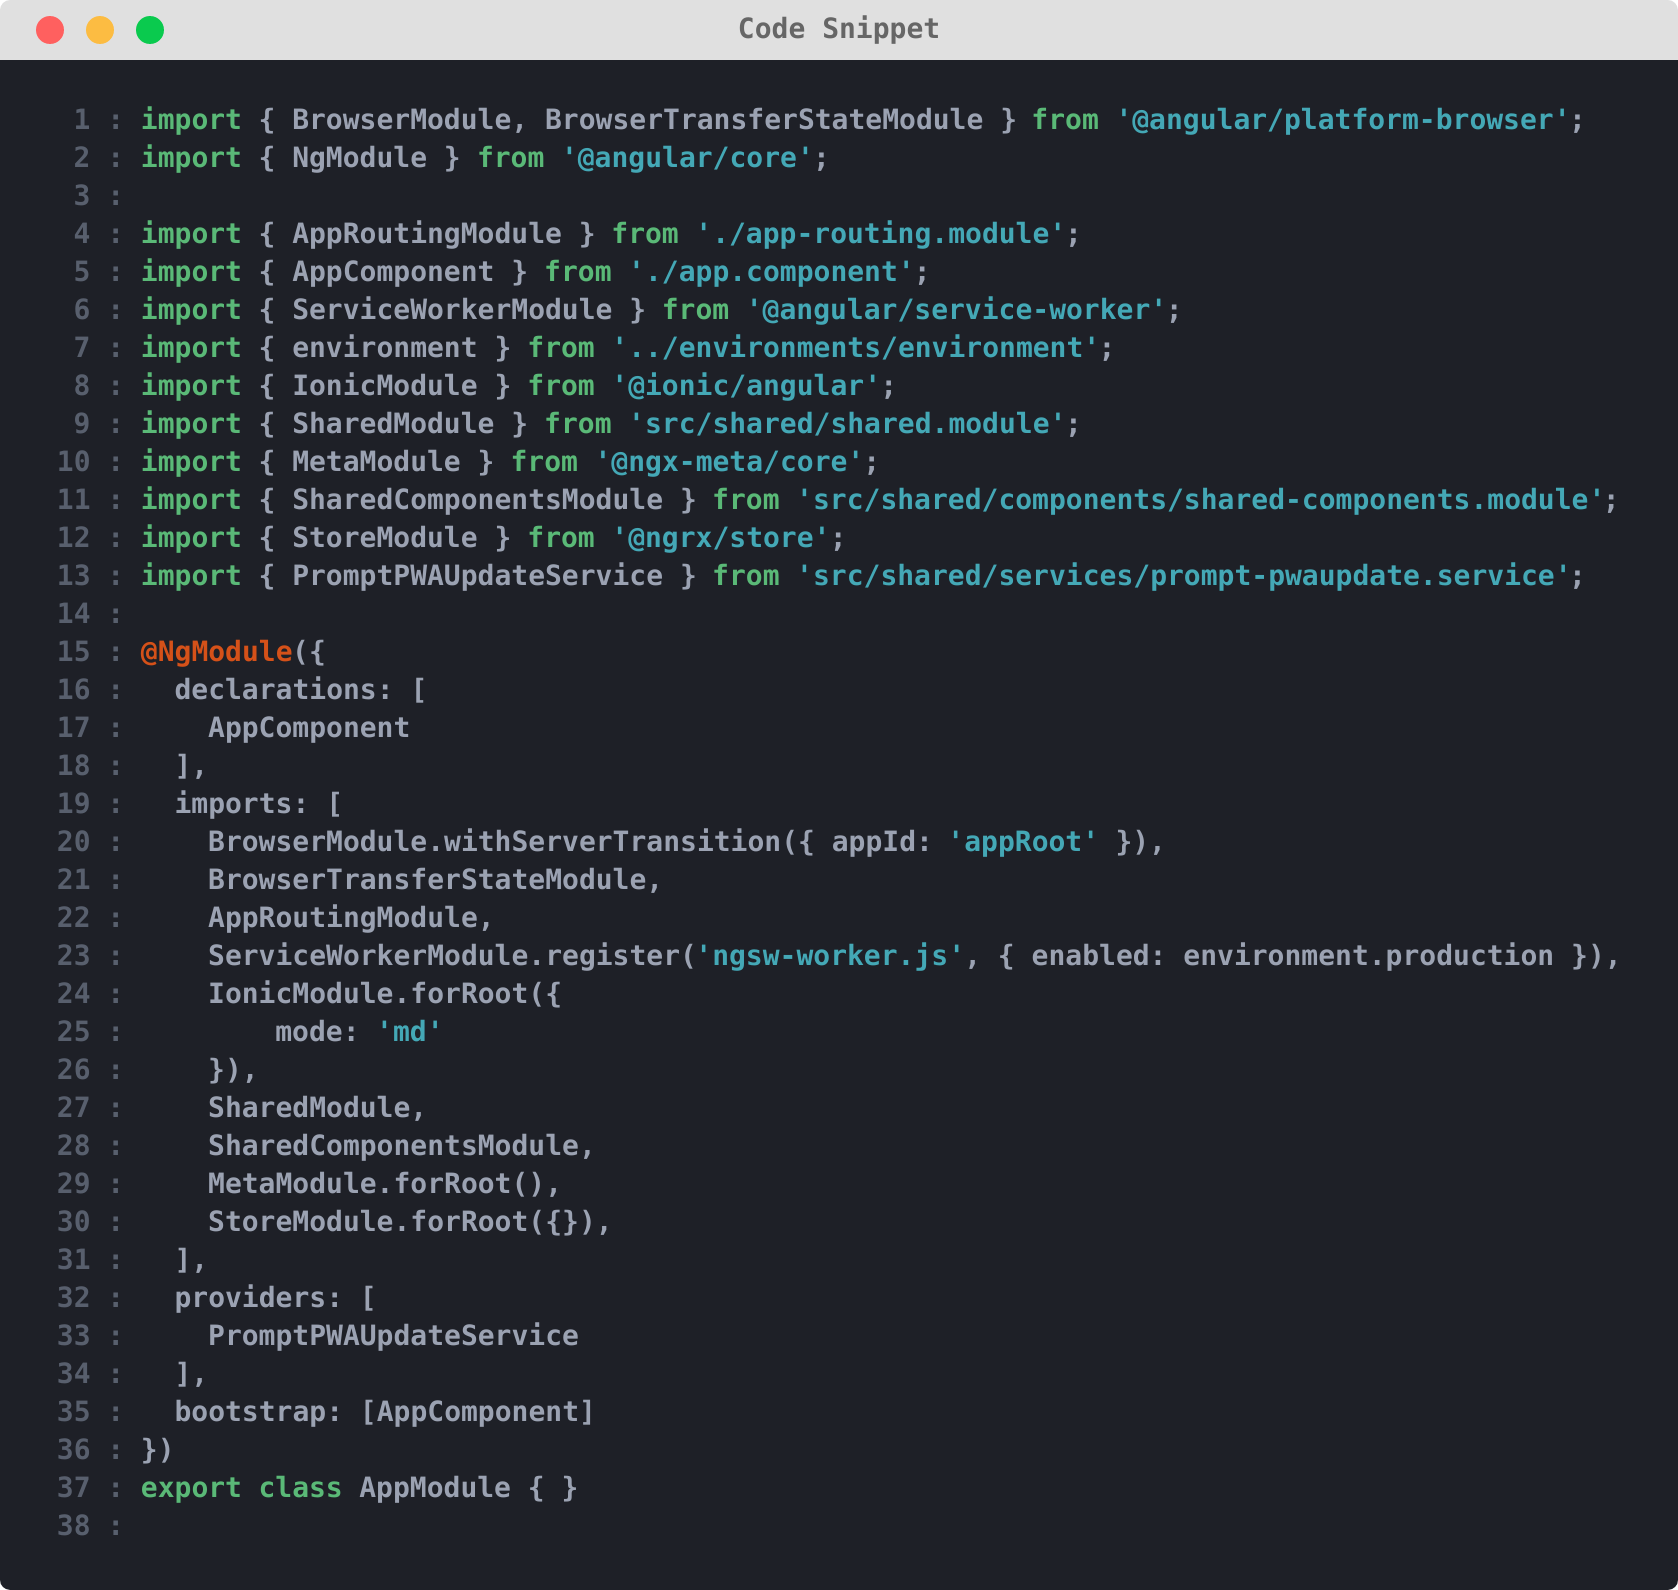 Code Snippet
1 : import { BrowserModule, BrowserTransferStateModule } from '@angular/platform-browser';
2 : import { NgModule } from '@angular/core';
3 :
4 : import { AppRoutingModule } from './app-routing.module';
5 : import { AppComponent } from './app.component';
6 : import { ServiceWorkerModule } from '@angular/service-worker';
7 : import { environment } from '../environments/environment';
8 : import { IonicModule } from '@ionic/angular';
9 : import { SharedModule } from 'src/shared/shared.module';
10 : import { MetaModule } from '@ngx-meta/core';
11 : import { SharedComponentsModule } from 'src/shared/components/shared-components.module';
12 : import { StoreModule } from '@ngrx/store';
13 : import { PromptPWAUpdateService } from 'src/shared/services/prompt-pwaupdate.service';
14 :
15 : @NgModule({
16 :   declarations: [
17 :     AppComponent
18 :   ],
19 :   imports: [
20 :     BrowserModule.withServerTransition({ appId: 'appRoot' }),
21 :     BrowserTransferStateModule,
22 :     AppRoutingModule,
23 :     ServiceWorkerModule.register('ngsw-worker.js', { enabled: environment.production }),
24 :     IonicModule.forRoot({
25 :         mode: 'md'
26 :     }),
27 :     SharedModule,
28 :     SharedComponentsModule,
29 :     MetaModule.forRoot(),
30 :     StoreModule.forRoot({}),
31 :   ],
32 :   providers: [
33 :     PromptPWAUpdateService
34 :   ],
35 :   bootstrap: [AppComponent]
36 : })
37 : export class AppModule { }
38 :